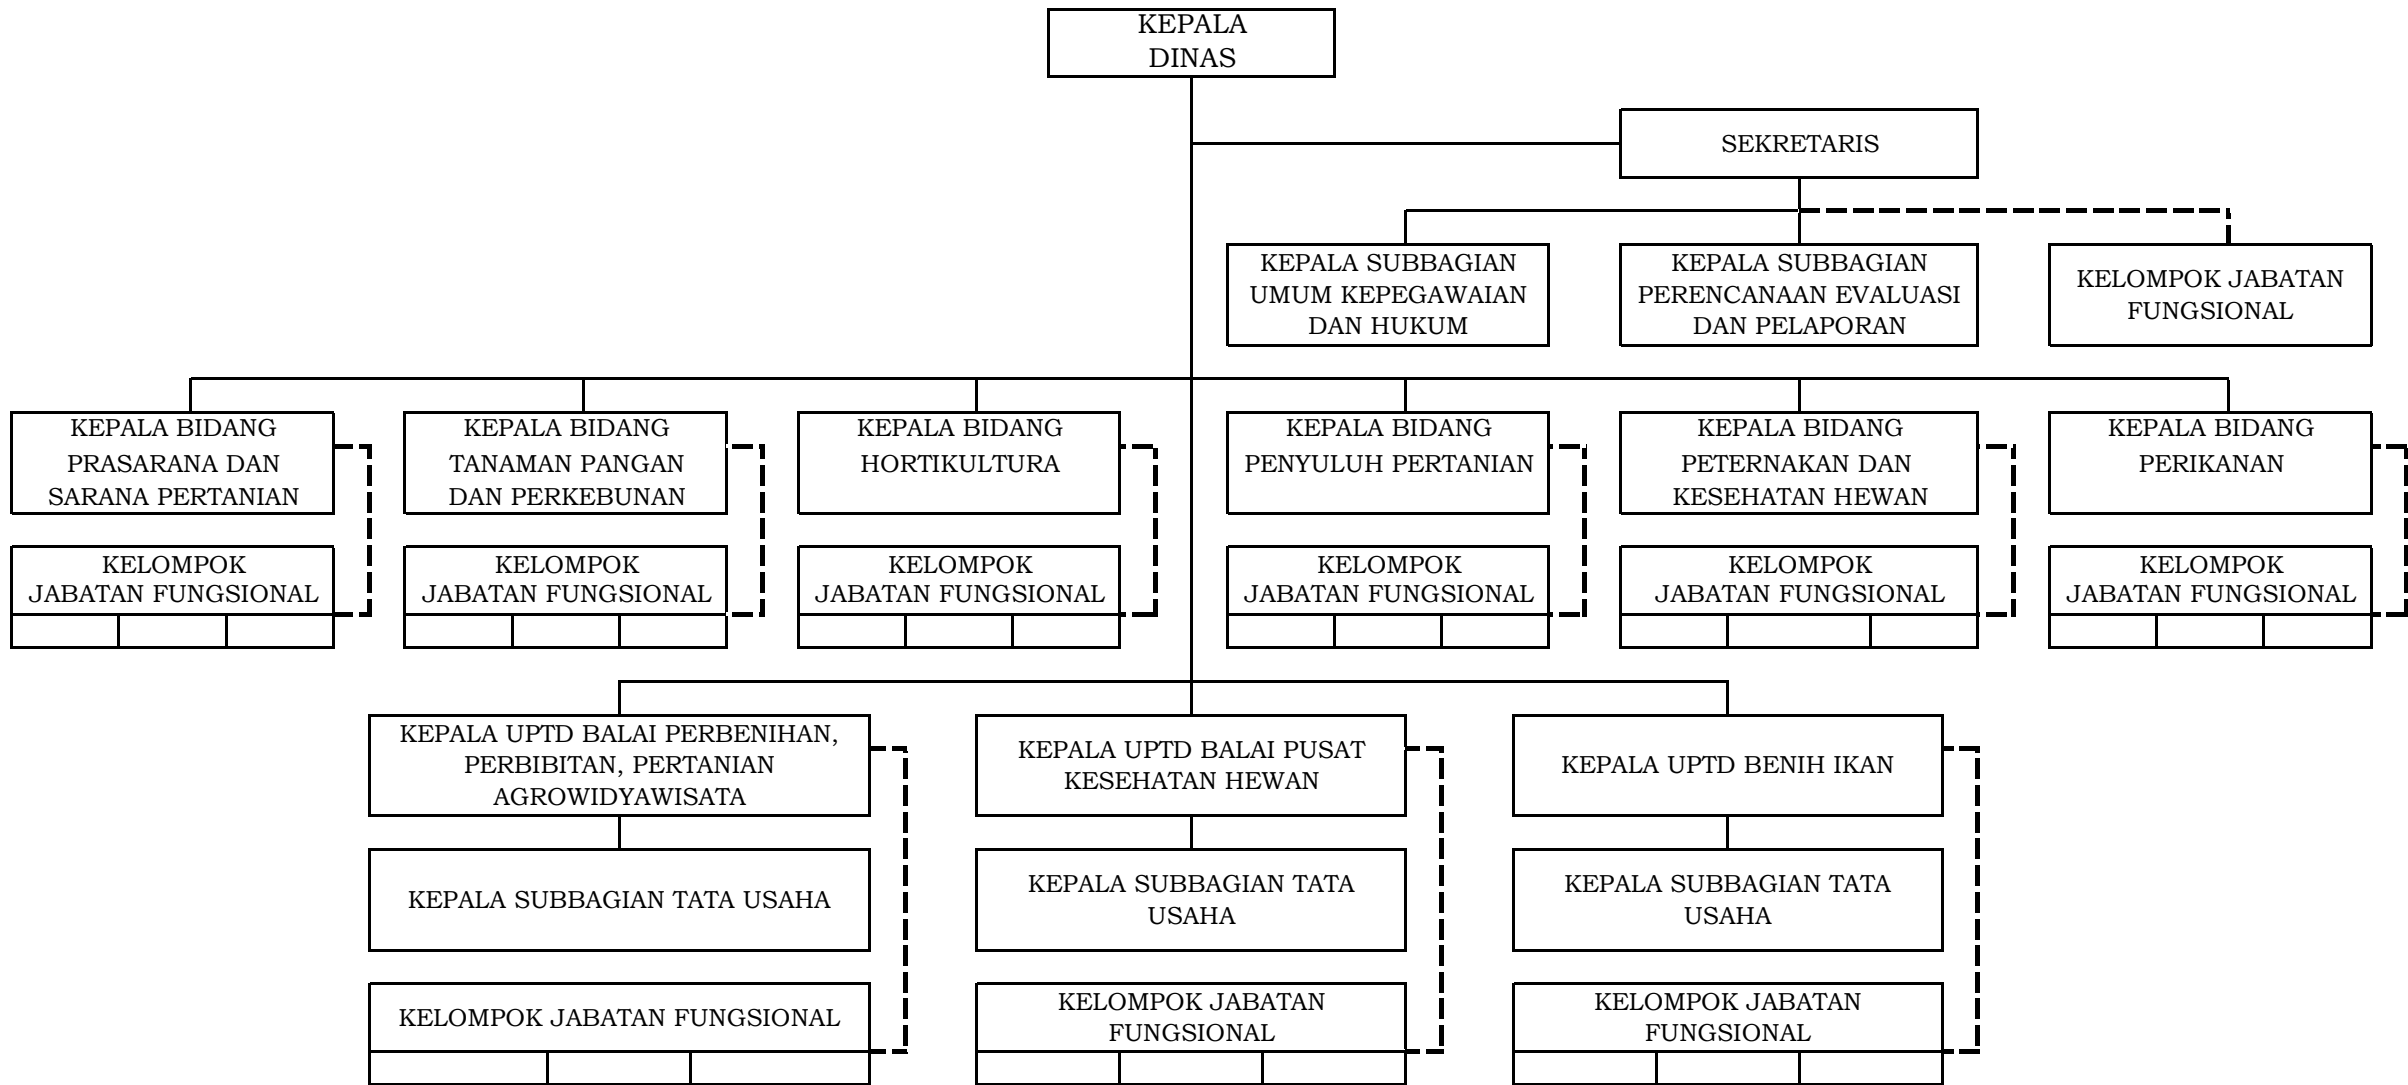 KEPALA
DINAS
SEKRETARIS
KEPALA SUBBAGIAN
UMUM KEPEGAWAIAN
DAN HUKUM
KEPALA SUBBAGIAN
PERENCANAAN EVALUASI
DAN PELAPORAN
KELOMPOK JABATAN
FUNGSIONAL
KEPALA BIDANG
PRASARANA DAN
SARANA PERTANIAN
KEPALA BIDANG
TANAMAN PANGAN
DAN PERKEBUNAN
KEPALA BIDANG
HORTIKULTURA
KEPALA BIDANG
PENYULUH PERTANIAN
KEPALA BIDANG
PETERNAKAN DAN
KESEHATAN HEWAN
KEPALA BIDANG
PERIKANAN
KELOMPOK
JABATAN FUNGSIONAL
KELOMPOK
JABATAN FUNGSIONAL
KELOMPOK
JABATAN FUNGSIONAL
KELOMPOK
JABATAN FUNGSIONAL
KELOMPOK
JABATAN FUNGSIONAL
KELOMPOK
JABATAN FUNGSIONAL
KEPALA UPTD BALAI PERBENIHAN,
PERBIBITAN, PERTANIAN
AGROWIDYAWISATA
KEPALA UPTD BALAI PUSAT
KESEHATAN HEWAN
KEPALA UPTD BENIH IKAN
KEPALA SUBBAGIAN TATA USAHA
KEPALA SUBBAGIAN TATA
USAHA
KEPALA SUBBAGIAN TATA
USAHA
KELOMPOK JABATAN FUNGSIONAL
KELOMPOK JABATAN
FUNGSIONAL
KELOMPOK JABATAN
FUNGSIONAL